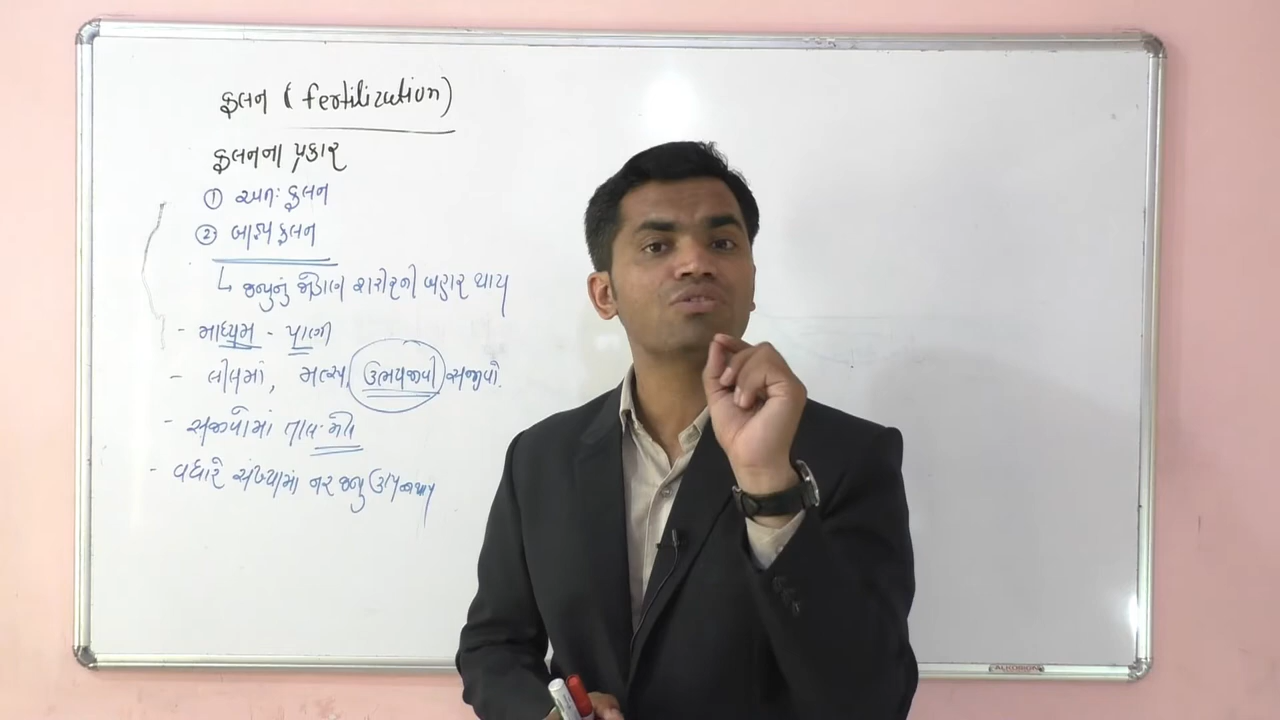 ફલન (fertilization)
ફલનના પ્રકાર
① અંતઃ ફલન
② બાહ્ય ફલન
↳ જન્યુનું જોડાણ શરીરની બહાર થાય
- માધ્યમ - પાણી
- લીલમાં, મત્સ્ય, ઉભયજીવી સજીવો.
- સજીવોમાં તાલ-મેલ
- વધારે સંખ્યામાં નર જન્યુ ઉત્પન્ન થાય